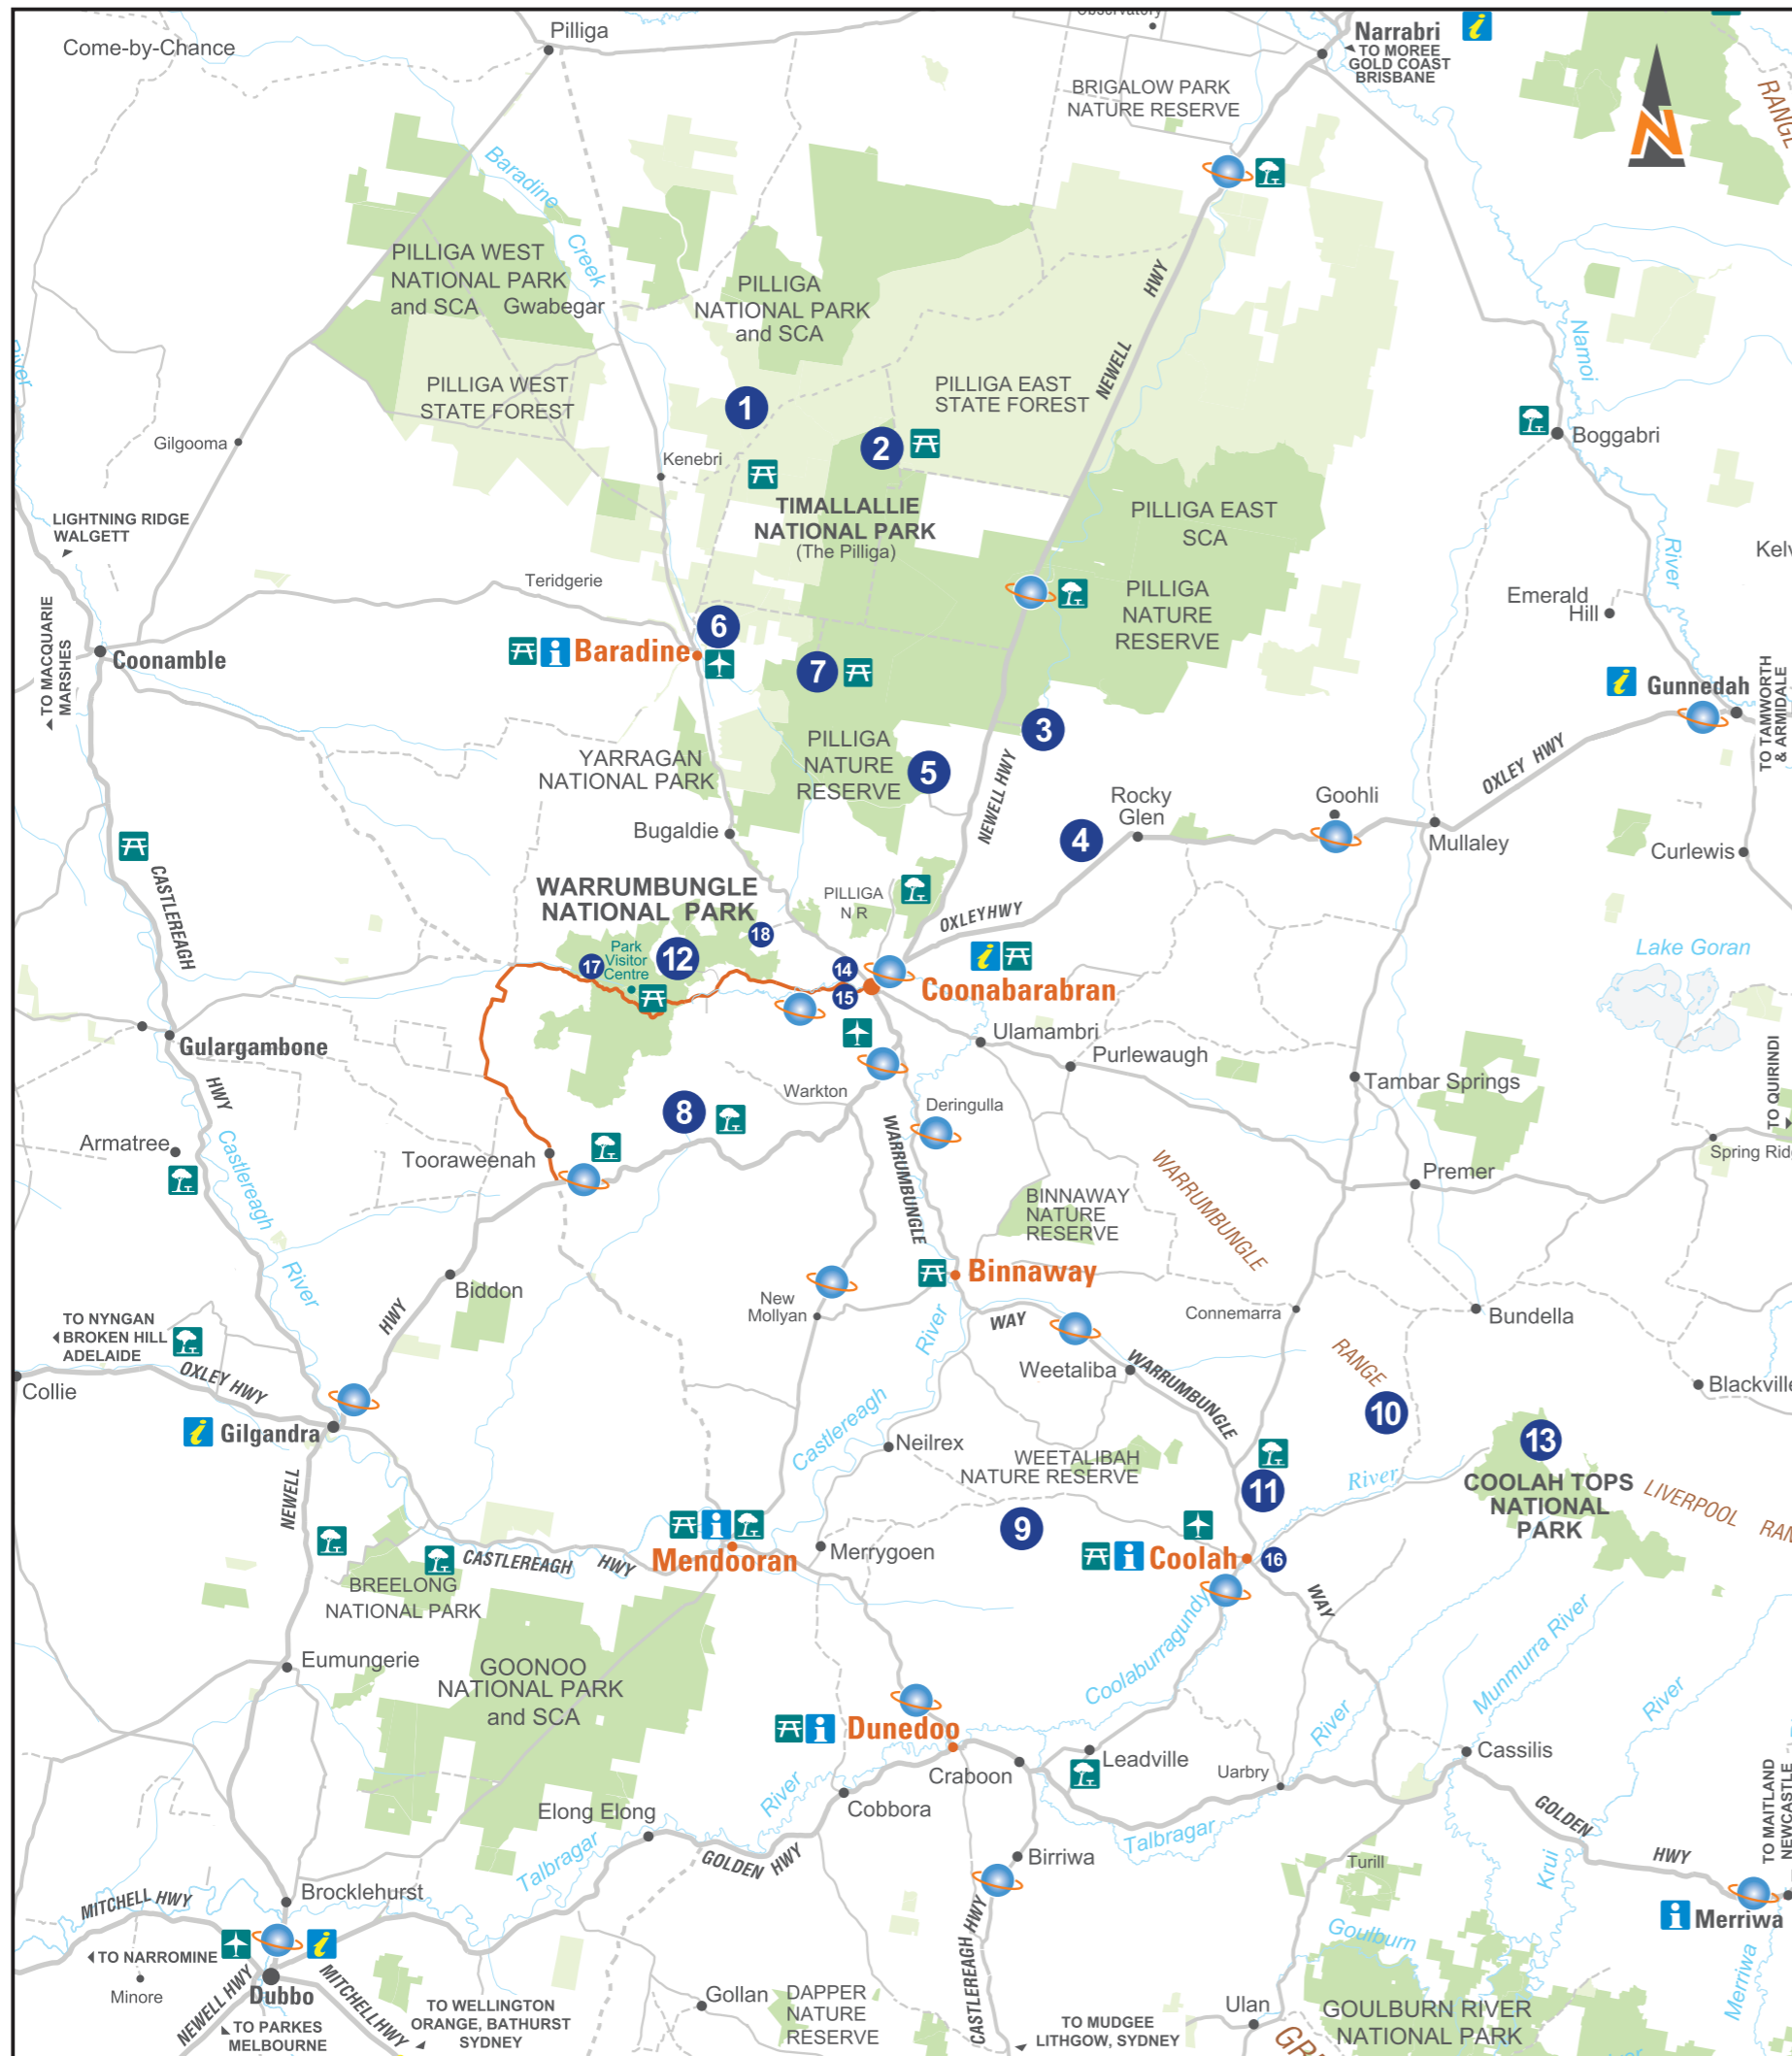 Observatory
Pilliga
Narrabri
i
Come-by-Chance
TO MOREE
GOLD COAST
BRISBANE
BRIGALOW PARK
NATURE RESERVE
RANGE
N
Baradine
Creek
PILLIGA WEST
NATIONAL PARK
and SCA
Gwabegar
PILLIGA
NATIONAL PARK
and SCA
HWY
NEWELL
Namoi
River
River
PILLIGA WEST
STATE FOREST
PILLIGA EAST
STATE FOREST
1
2
Gilgooma
Kenebri
Boggabri
LIGHTNING RIDGE
WALGETT
TIMALLALLIE
NATIONAL PARK
(The Pilliga)
PILLIGA EAST
SCA
Kelv
Teridgerie
PILLIGA
NATURE
RESERVE
Emerald
Hill
6
TO MACQUARIE
MARSHES
Coonamble
i
Baradine
7
i
Gunnedah
TO TAMWORTH
& ARMIDALE
3
YARRAGAN
NATIONAL PARK
PILLIGA
NATURE
RESERVE
5
NEWELL HWY
OXLEY HWY
Rocky
Glen
Goohli
4
Bugaldie
Mullaley
Curlewis
CASTLEREAGH
WARRUMBUNGLE
NATIONAL PARK
PILLIGA
N R
OXLEYHWY
18
Park
Visitor
Centre
17
12
14
15
i
Coonabarabran
Lake Goran
Gulargambone
Ulamambri
Purlewaugh
Tambar Springs
TO QUIRINDI
HWY
Warkton
8
Deringulla
Armatree
Castlereagh
River
Tooraweenah
WARRUMBUNGLE
WARRUMBUNGLE
Premer
Spring Rid
BINNAWAY
NATURE
RESERVE
Binnaway
Biddon
HWY
New
Mollyan
River
WAY
Connemarra
Bundella
TO NYNGAN
BROKEN HILL
ADELAIDE
OXLEY HWY
Collie
Weetaliba
WARRUMBUNGLE
RANGE
Blackville
10
i
Gilgandra
Castlereagh
Neilrex
WEETALIBAH
NATURE RESERVE
River
13
COOLAH TOPS
NATIONAL
PARK
LIVERPOOL
RAN
11
NEWELL
i
Mendooran
9
Merrygoen
i
Coolah
16
CASTLEREAGH
HWY
BREELONG
NATIONAL PARK
WAY
Coolaburragundy
Munmurra River
River
Eumungerie
GOONOO
NATIONAL PARK
and SCA
i
Dunedoo
River
Cassilis
Leadville
Craboon
Uarbry
Elong Elong
River
Cobbora
GOLDEN
HWY
TO MAITLAND
NEWCASTLE
Talbragar
GOLDEN HWY
Talbragar
Birriwa
Turill
Krui
Brocklehurst
MITCHELL HWY
i
Merriwa
i
CASTLEREAGH HWY
Goulburn
TO NARROMINE
Minore
Dubbo
NEWELL HWY
MITCHELLHWY
TO PARKES
MELBOURNE
TO WELLINGTON
ORANGE, BATHURST
SYDNEY
Gollan
DAPPER
NATURE
RESERVE
TO MUDGEE
LITHGOW, SYDNEY
Ulan
GOULBURN RIVER
NATIONAL PARK
Merriwa